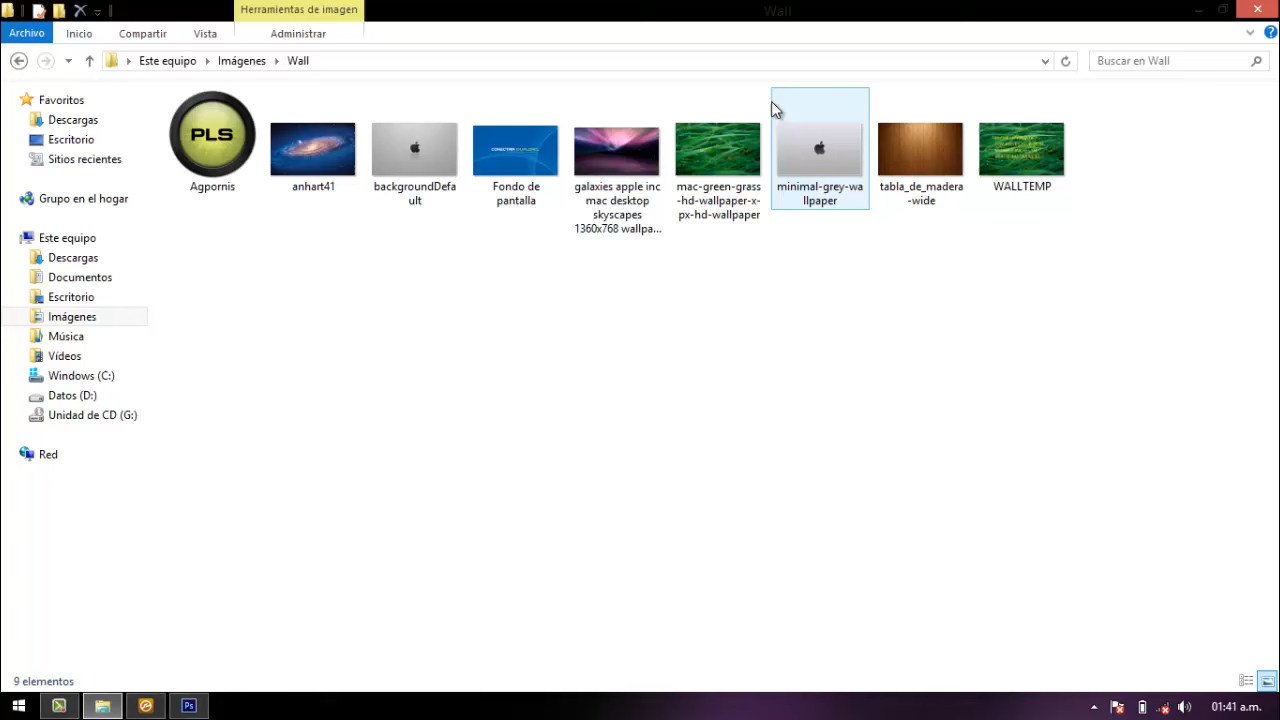 Herramientas de imagen
Wall
Archivo
Inicio
Compartir
Vista
Administrar
Este equipo
Imágenes
Wall
Buscar en Wall
Favoritos
Descargas
Escritorio
Sitios recientes
Grupo en el hogar
Este equipo
Descargas
Documentos
Escritorio
Imágenes
Música
Vídeos
Windows (C:)
Datos (D:)
Unidad de CD (G:)
Red
PLS
Agpornis
anhart41
backgroundDefa
ult
Fondo de
pantalla
galaxies apple inc
mac desktop
skyscapes
1360x768 wallpa...
mac-green-grass
-hd-wallpaper-x-
px-hd-wallpaper
minimal-grey-wa
llpaper
tabla_de_madera
-wide
WALLTEMP
9 elementos
Ps
01:41 a.m.